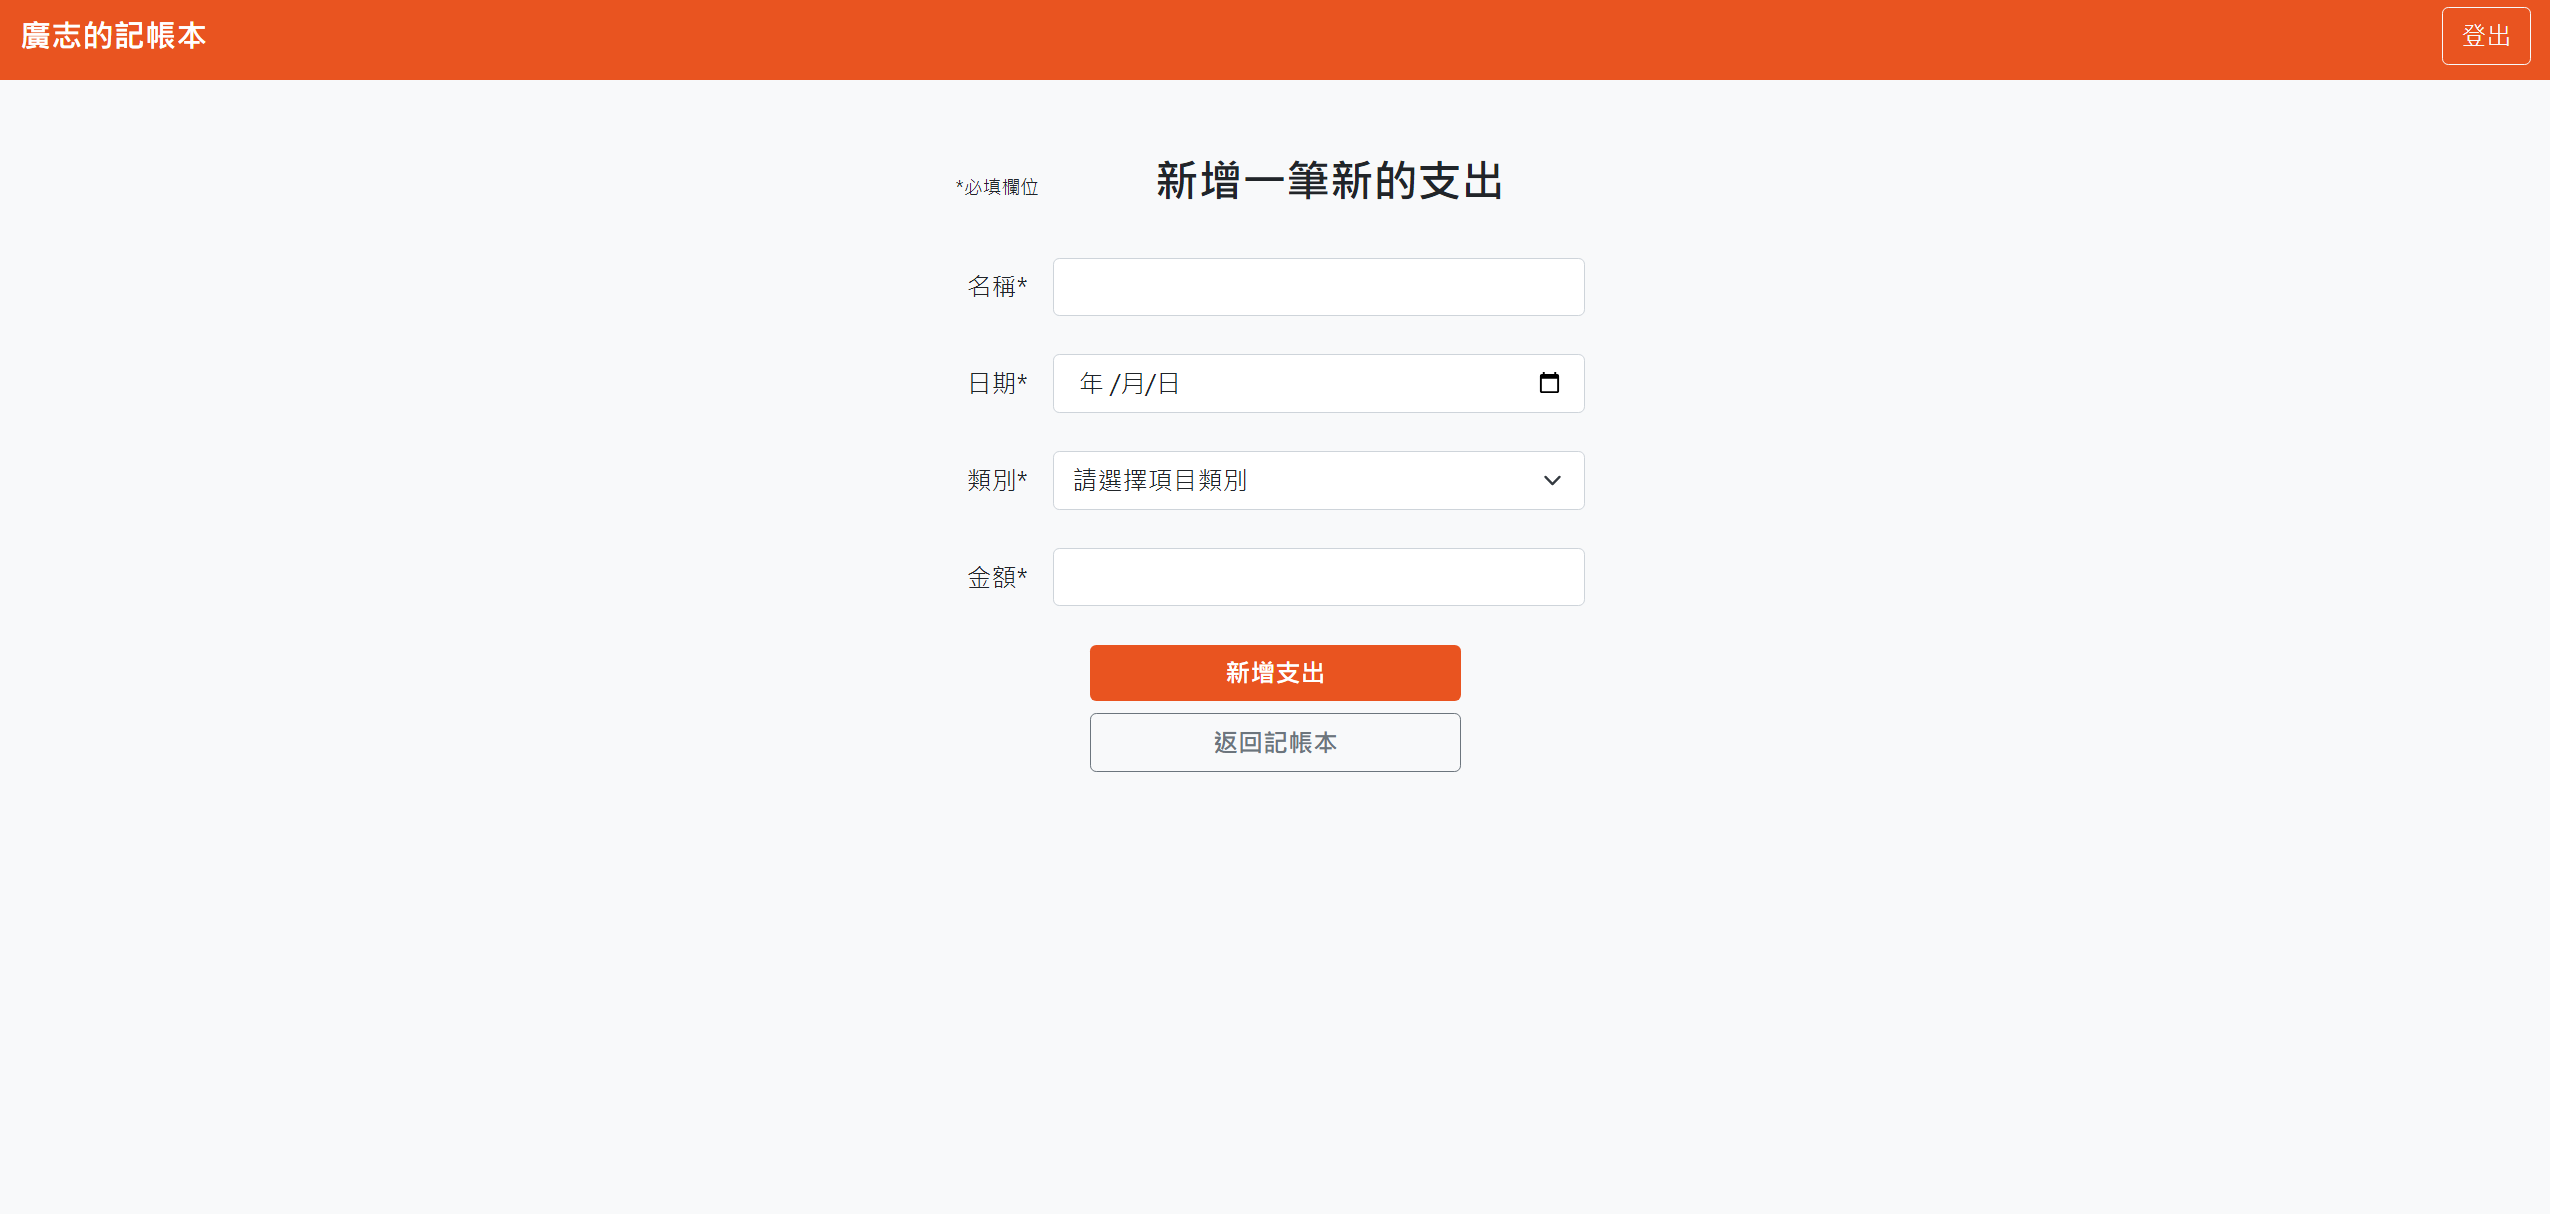 廣志的記帳本
登出
*必填欄位
新增一筆新的支出
名稱*
日期*
年 /月/日
類別*
請選擇項目類別
金額*
新增支出
返回記帳本